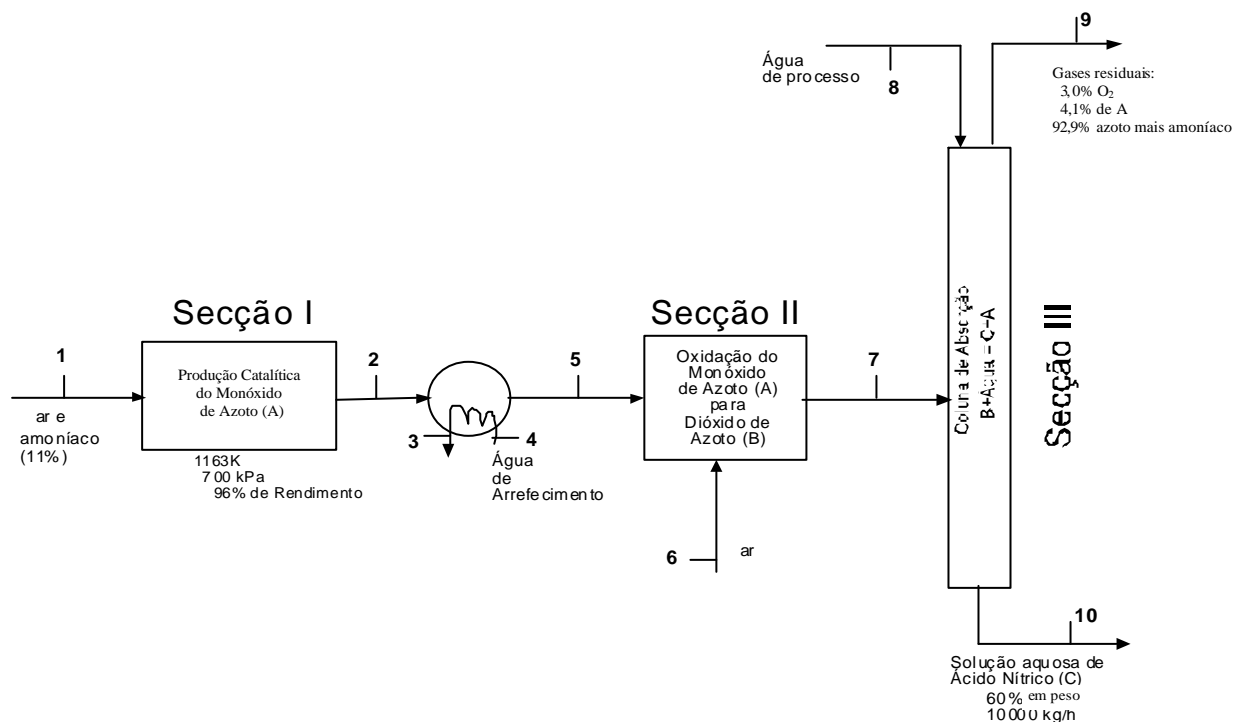 9
Água
de processo
8
Gases residuais:
3,0% O₂
4,1% de A
92,9% azoto mais amoníaco
Secção I
1
ar e
amoníaco
(11%)
Produção Catalítica
do Monóxido
de Azoto (A)
1163K
700 kPa
96% de Rendimento
2
3
4
Água
de
Arrefecimento
5
Secção II
Oxidação do
Monóxido
de Azoto (A)
para
Dióxido de
Azoto (B)
6
ar
7
Coluna de Absorção
B+Água = C+A
Secção III
10
Solução aquosa de
Ácido Nítrico (C)
60% em peso
10000 kg/h